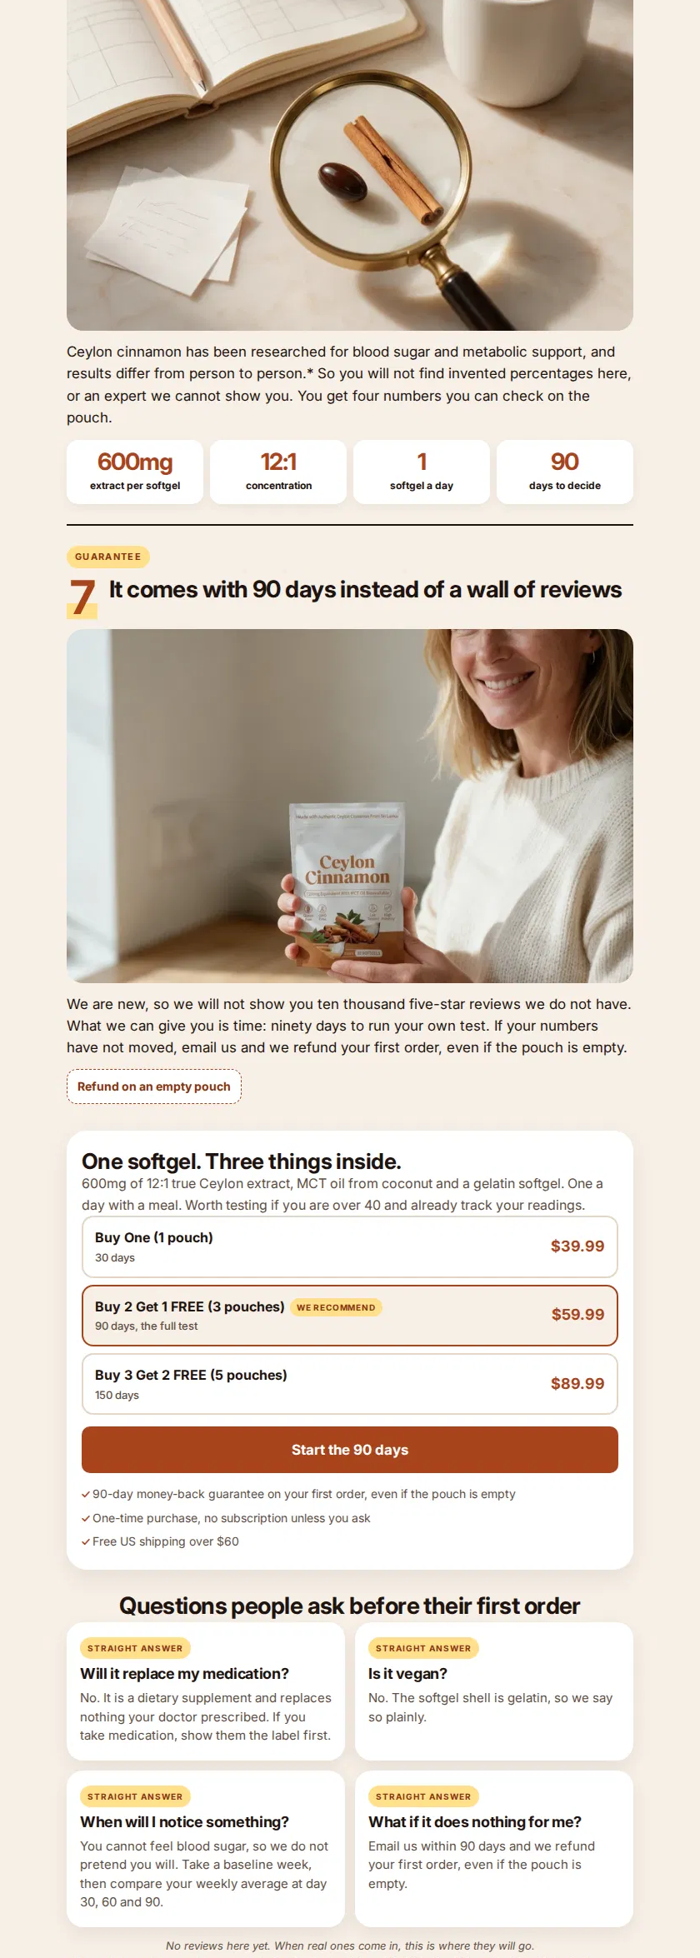 Ceylon cinnamon has been researched for blood sugar and metabolic support, and
results differ from person to person.* So you will not find invented percentages here,
or an expert we cannot show you. You get four numbers you can check on the
pouch.
600mg
extract per softgel
12:1
concentration
1
softgel a day
90
days to decide
GUARANTEE
7 It comes with 90 days instead of a wall of reviews
Ceylon
Cinnamon
We are new, so we will not show you ten thousand five-star reviews we do not have.
What we can give you is time: ninety days to run your own test. If your numbers
have not moved, email us and we refund your first order, even if the pouch is empty.
Refund on an empty pouch
One softgel. Three things inside.
600mg of 12:1 true Ceylon extract, MCT oil from coconut and a gelatin softgel. One a
day with a meal. Worth testing if you are over 40 and already track your readings.
Buy One (1 pouch)
30 days
$39.99
Buy 2 Get 1 FREE (3 pouches) WE RECOMMEND
90 days, the full test
$59.99
Buy 3 Get 2 FREE (5 pouches)
150 days
$89.99
Start the 90 days
✓ 90-day money-back guarantee on your first order, even if the pouch is empty
✓ One-time purchase, no subscription unless you ask
✓ Free US shipping over $60
Questions people ask before their first order
STRAIGHT ANSWER
Will it replace my medication?
No. It is a dietary supplement and replaces
nothing your doctor prescribed. If you
take medication, show them the label first.
STRAIGHT ANSWER
Is it vegan?
No. The softgel shell is gelatin, so we say
so plainly.
STRAIGHT ANSWER
When will I notice something?
You cannot feel blood sugar, so we do not
pretend you will. Take a baseline week,
then compare your weekly average at day
30, 60 and 90.
STRAIGHT ANSWER
What if it does nothing for me?
Email us within 90 days and we refund
your first order, even if the pouch is
empty.
No reviews here yet. When real ones come in, this is where they will go.